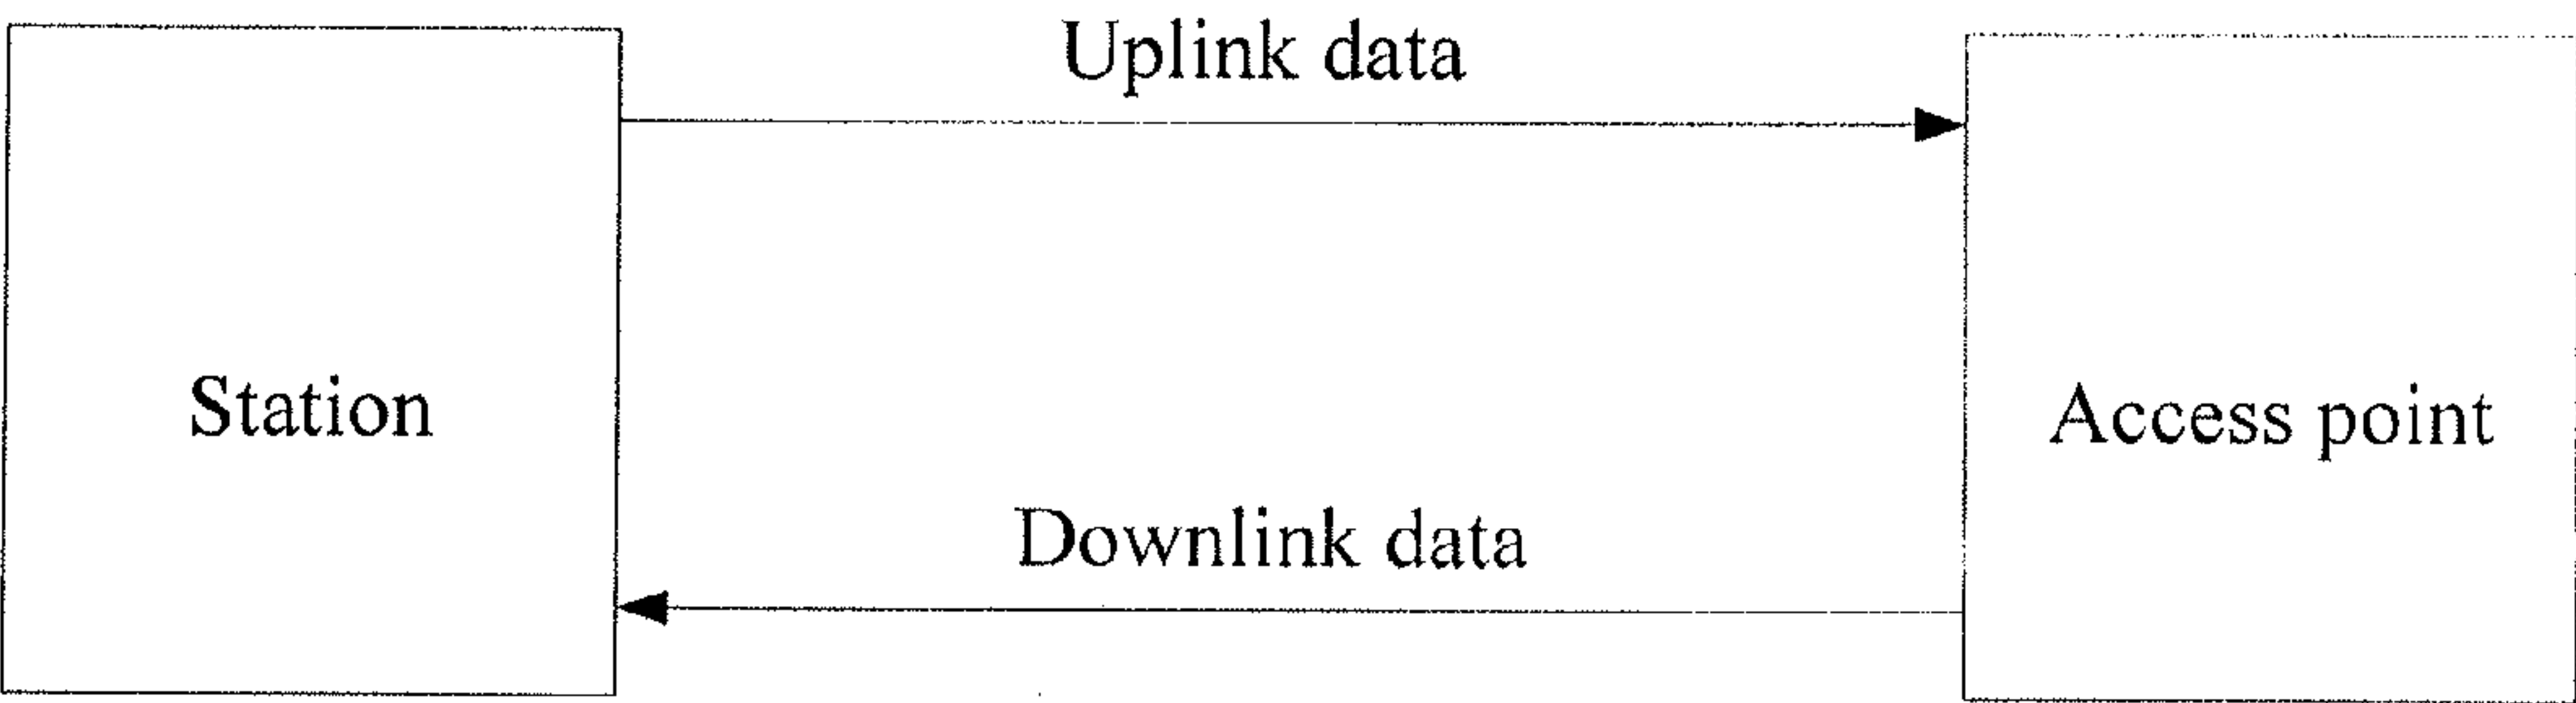 Uplink data
Station
Access point
Downlink data